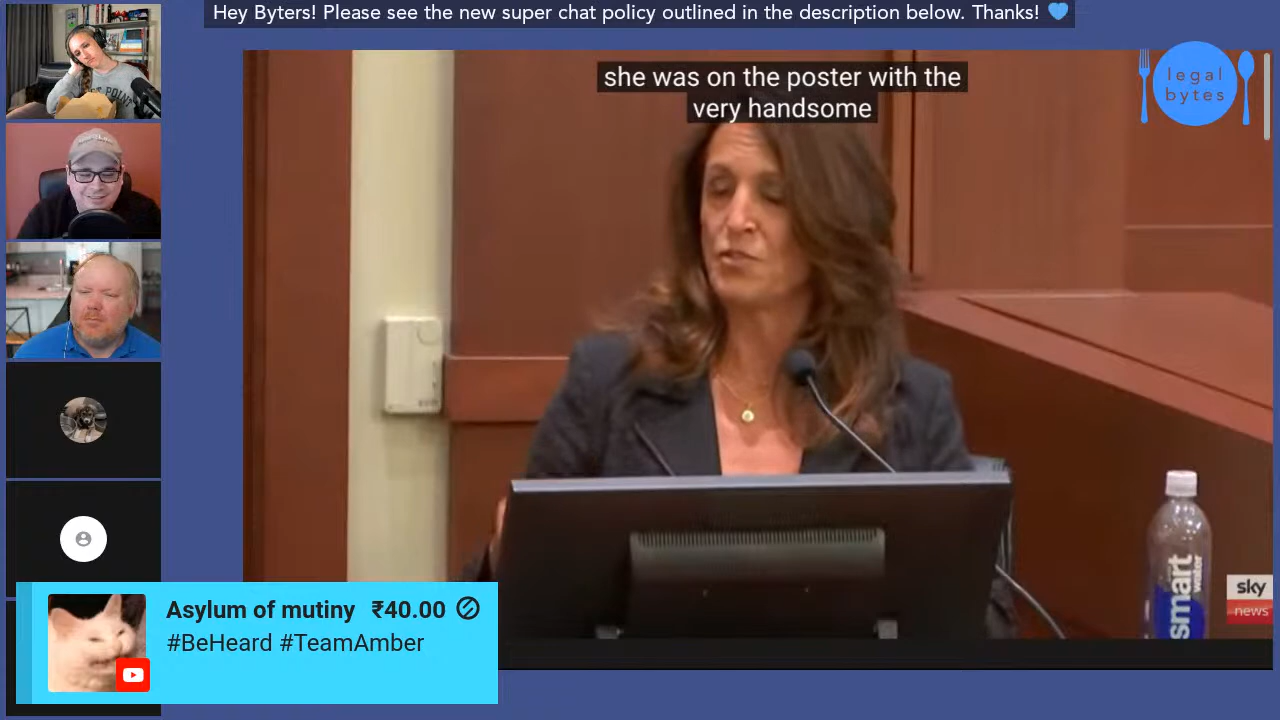 Hey Byters! Please see the new super chat policy outlined in the description below. Thanks! 💙
she was on the poster with the
very handsome
legal
bytes
smart
water
sky
news
Asylum of mutiny ₹40.00
#BeHeard #TeamAmber